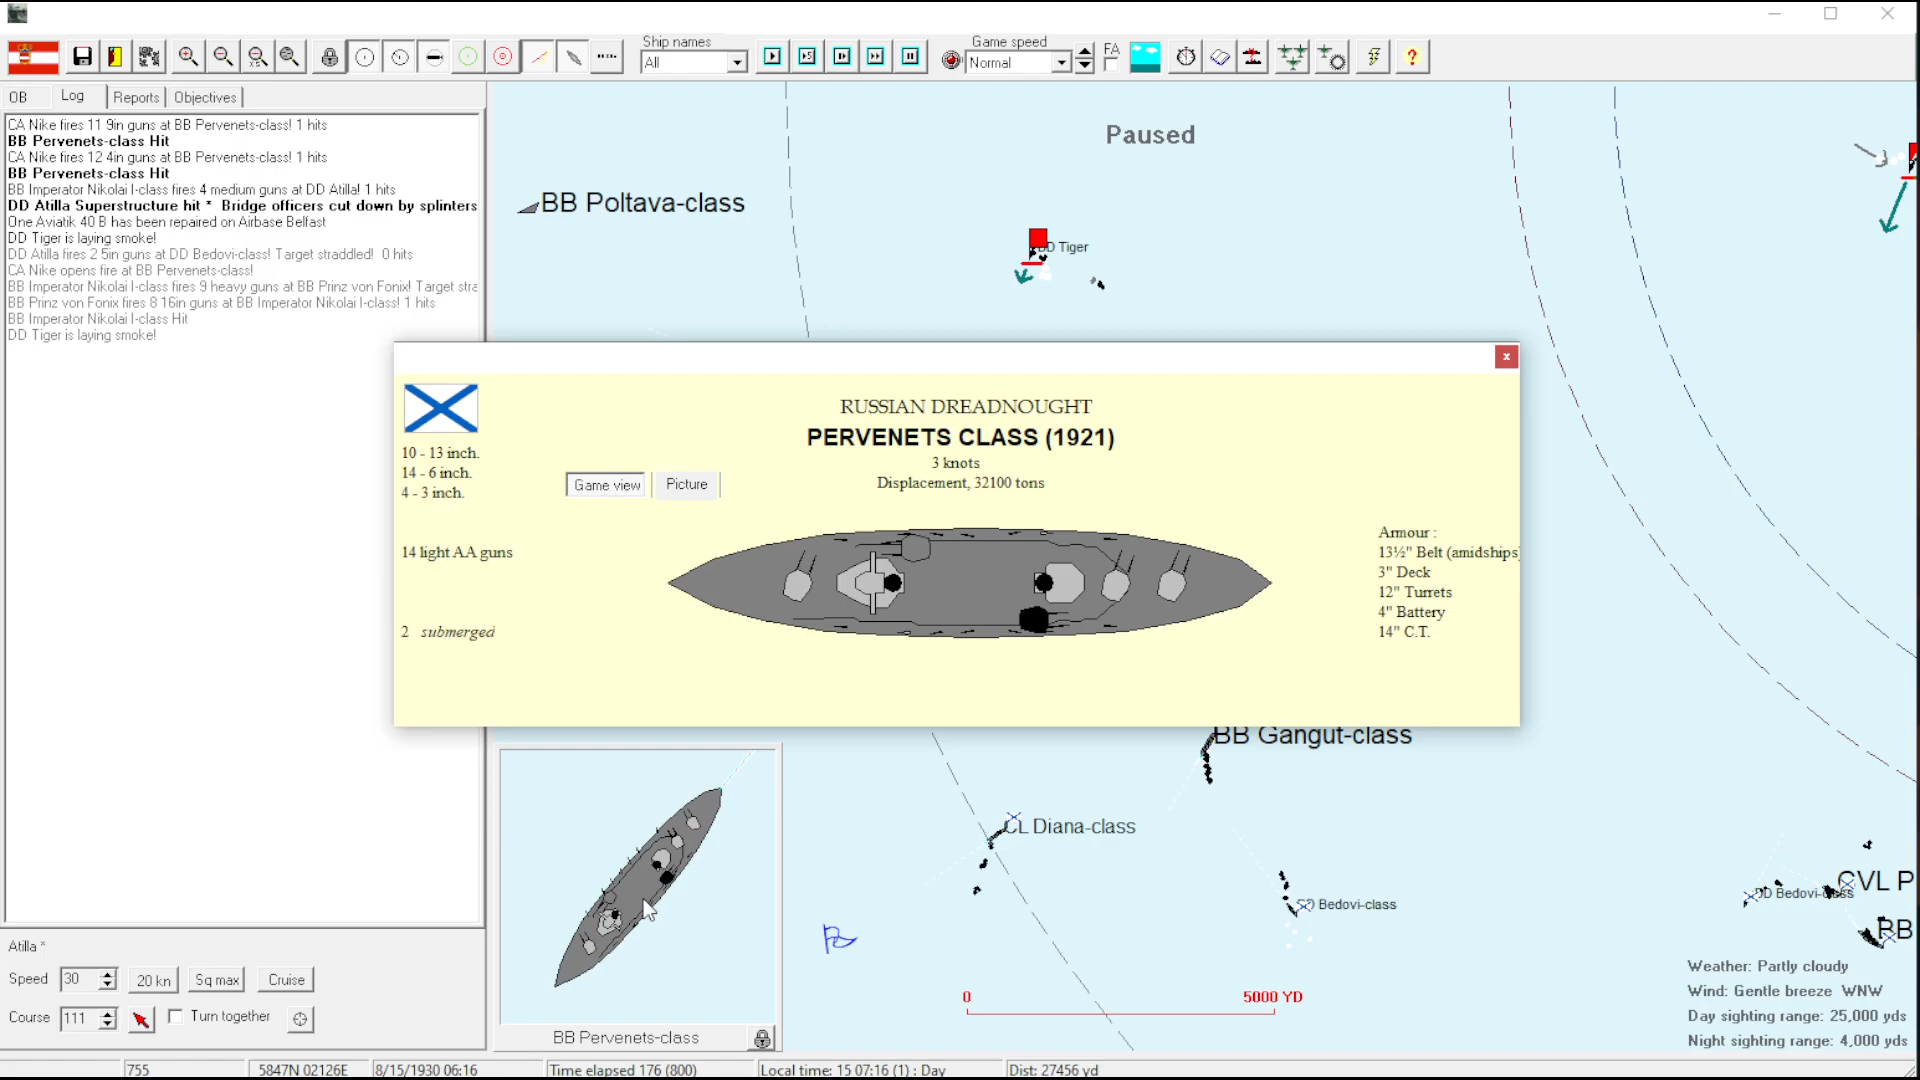 Ship names
All
Game speed
Normal
FA
OB
Log
Reports
Objectives
CA Nike fires 11 9in guns at BB Pervenets-class! 1 hits
BB Pervenets-class Hit
CA Nike fires 12 4in guns at BB Pervenets-class! 1 hits
BB Pervenets-class Hit
BB Imperator Nikolai I-class fires 4 medium guns at DD Atilla! 1 hits
DD Atilla Superstructure hit * Bridge officers cut down by splinters
One Aviatik 40 B has been repaired on Airbase Belfast
DD Tiger is laying smoke!
DD Atilla fires 2 5in guns at DD Bedovi-class! Target straddled! 0 hits
CA Nike opens fire at BB Pervenets-class!
BB Imperator Nikolai I-class fires 9 heavy guns at BB Prinz von Fonix! Target stra
BB Prinz von Fonix fires 8 16in guns at BB Imperator Nikolai I-class! 1 hits
BB Imperator Nikolai I-class Hit
DD Tiger is laying smoke!
Paused
BB Poltava-class
DD Tiger
RUSSIAN DREADNOUGHT
PERVENETS CLASS (1921)
3 knots
Displacement, 32100 tons
10 - 13 inch.
14 - 6 inch.
4 - 3 inch.
Game view
Picture
14 light AA guns
2 submerged
Armour :
13½" Belt (amidships)
3" Deck
12" Turrets
4" Battery
14" C.T.
BB Gangut-class
CL Diana-class
DD Bedovi-class
DD Bedovi-class
CVL P
BB
0
5000 YD
Weather: Partly cloudy
Wind: Gentle breeze WNW
Day sighting range: 25,000 yds
Night sighting range: 4,000 yds
Atilla *
Speed
30
20 kn
Sq max
Cruise
Course
111
Turn together
BB Pervenets-class
755
5847N 02126E
8/15/1930 06:16
Time elapsed 176 (800)
Local time: 15 07:16 (1) : Day
Dist: 27456 yd